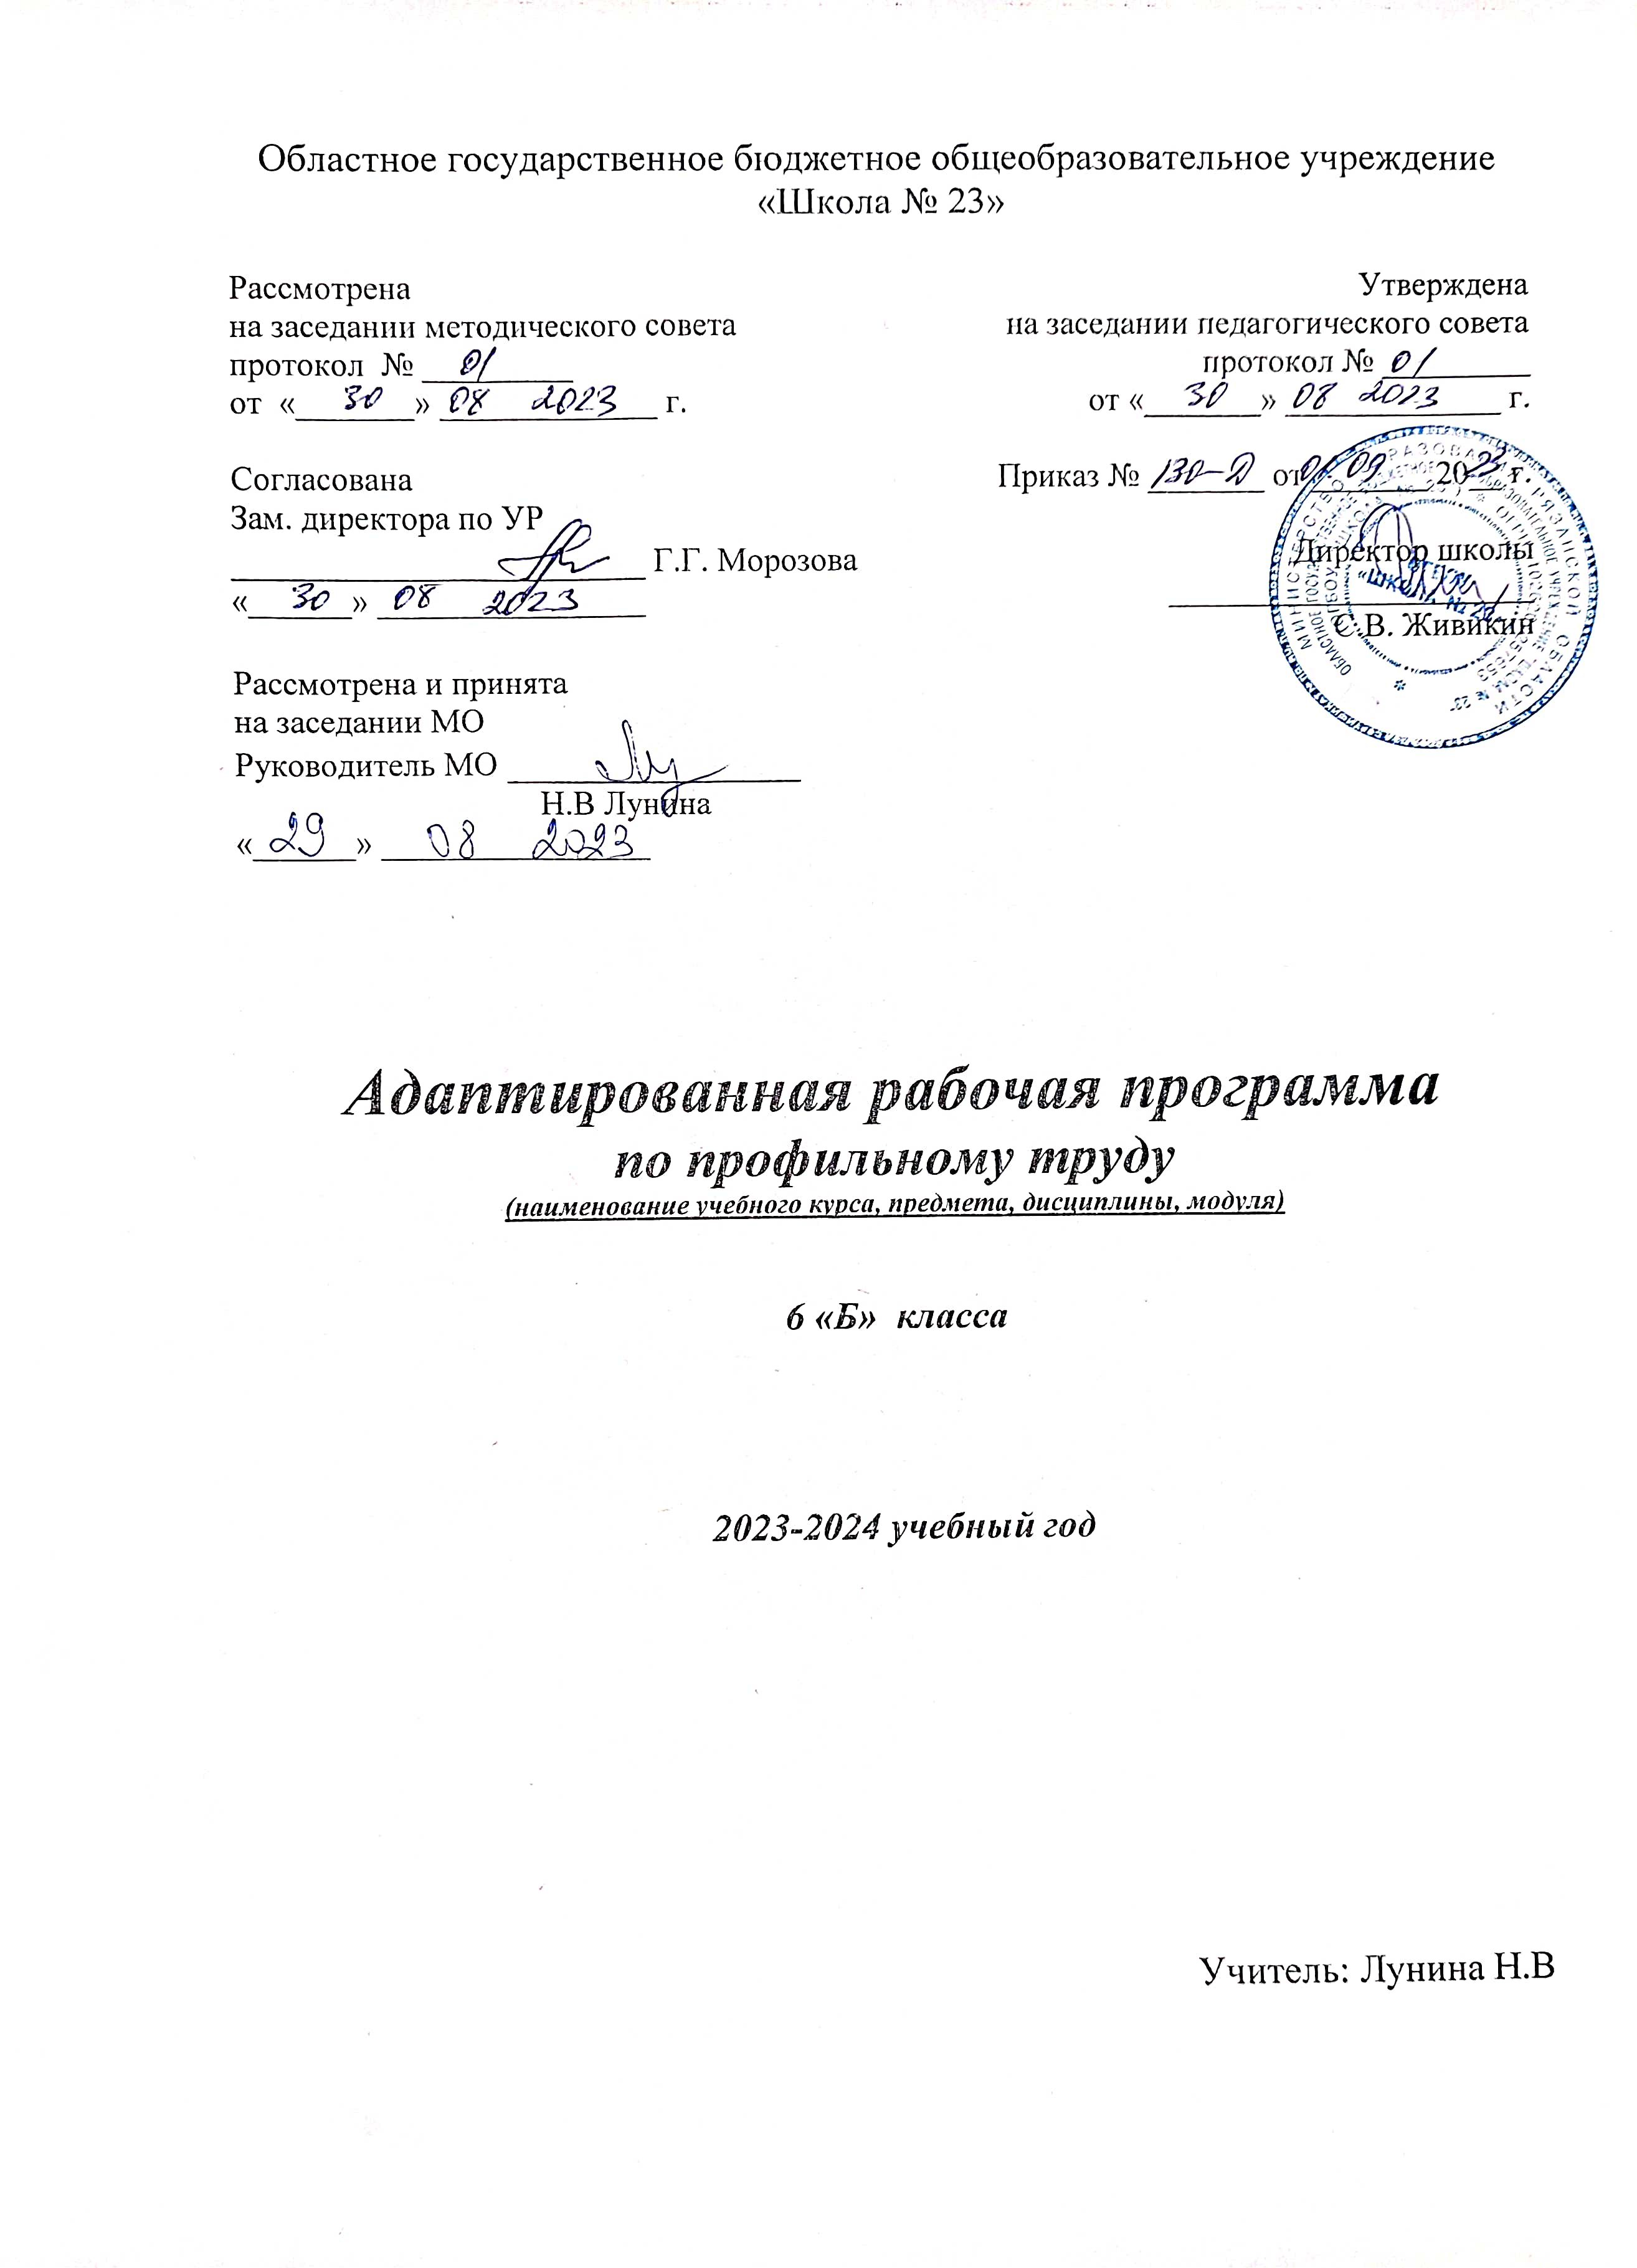 Областное государственное бюджетное общеобразовательное учреждение
«Школа № 23»
Рассмотрена
на заседании методического совета
протокол № 01
от «30» 08 2023 г.
Согласована
Зам. директора по УР
Г.Г. Морозова
«30» 08 2023
Рассмотрена и принята
на заседании МО
Руководитель МО
Н.В Лунина
«29» 08 2023
Утверждена
на заседании педагогического совета
протокол № 01
от «30» 08 2023 г.
Приказ № 130-Д от 01.09 2023 г.
Директор школы
С.В. Живикин
Адаптированная рабочая программа
по профильному труду
(наименование учебного курса, предмета, дисциплины, модуля)
6 «Б» класса
2023-2024 учебный год
Учитель: Лунина Н.В